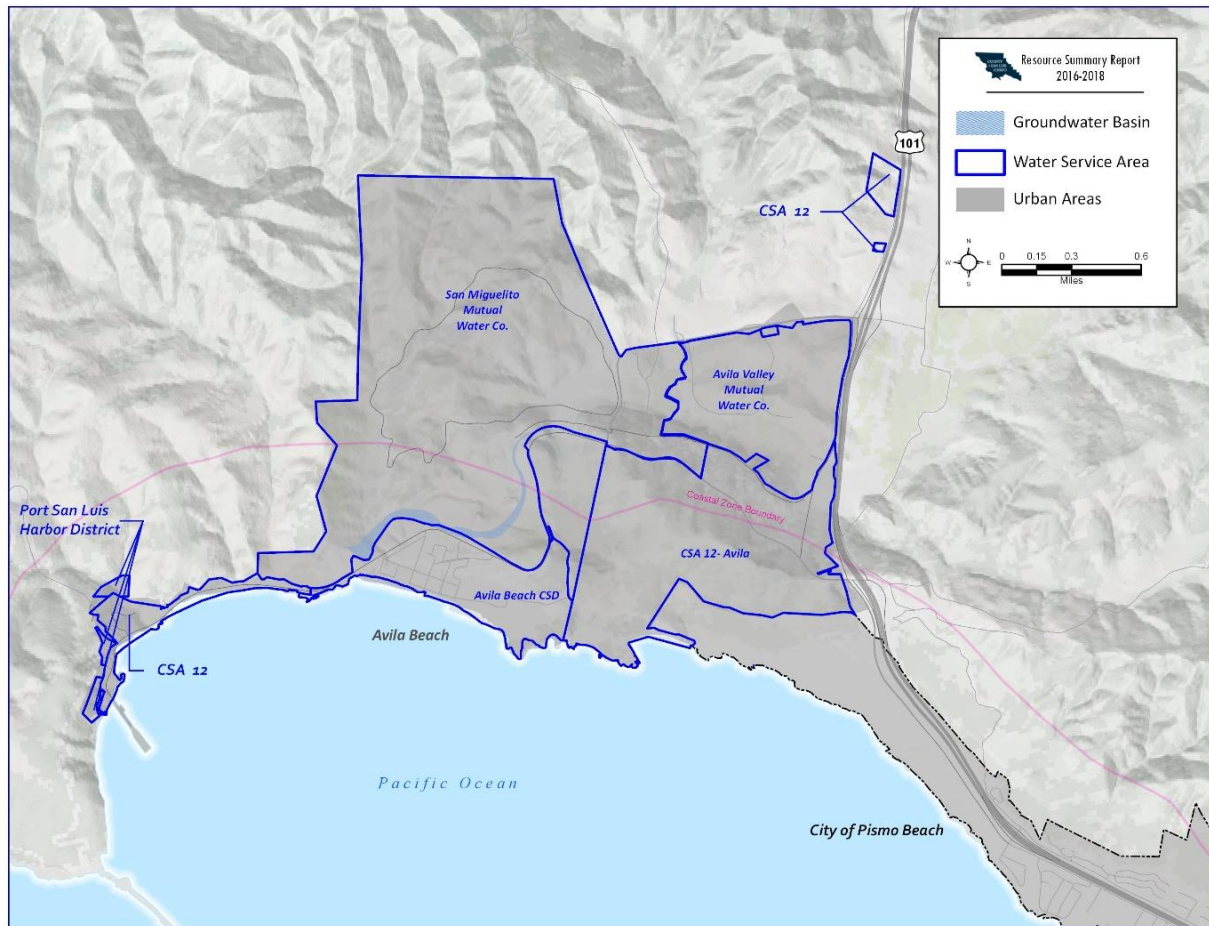 Resource Summary Report
2016-2018
Groundwater Basin
Water Service Area
Urban Areas
N
W
E
S
0 0.15 0.3 0.6
Miles
101
CSA 12
San Miguelito
Mutual
Water Co.
Avila Valley
Mutual
Water Co.
Coastal Zone Boundary
Port San Luis
Harbor District
CSA 12- Avila
Avila Beach CSD
Avila Beach
CSA 12
Pacific Ocean
City of Pismo Beach